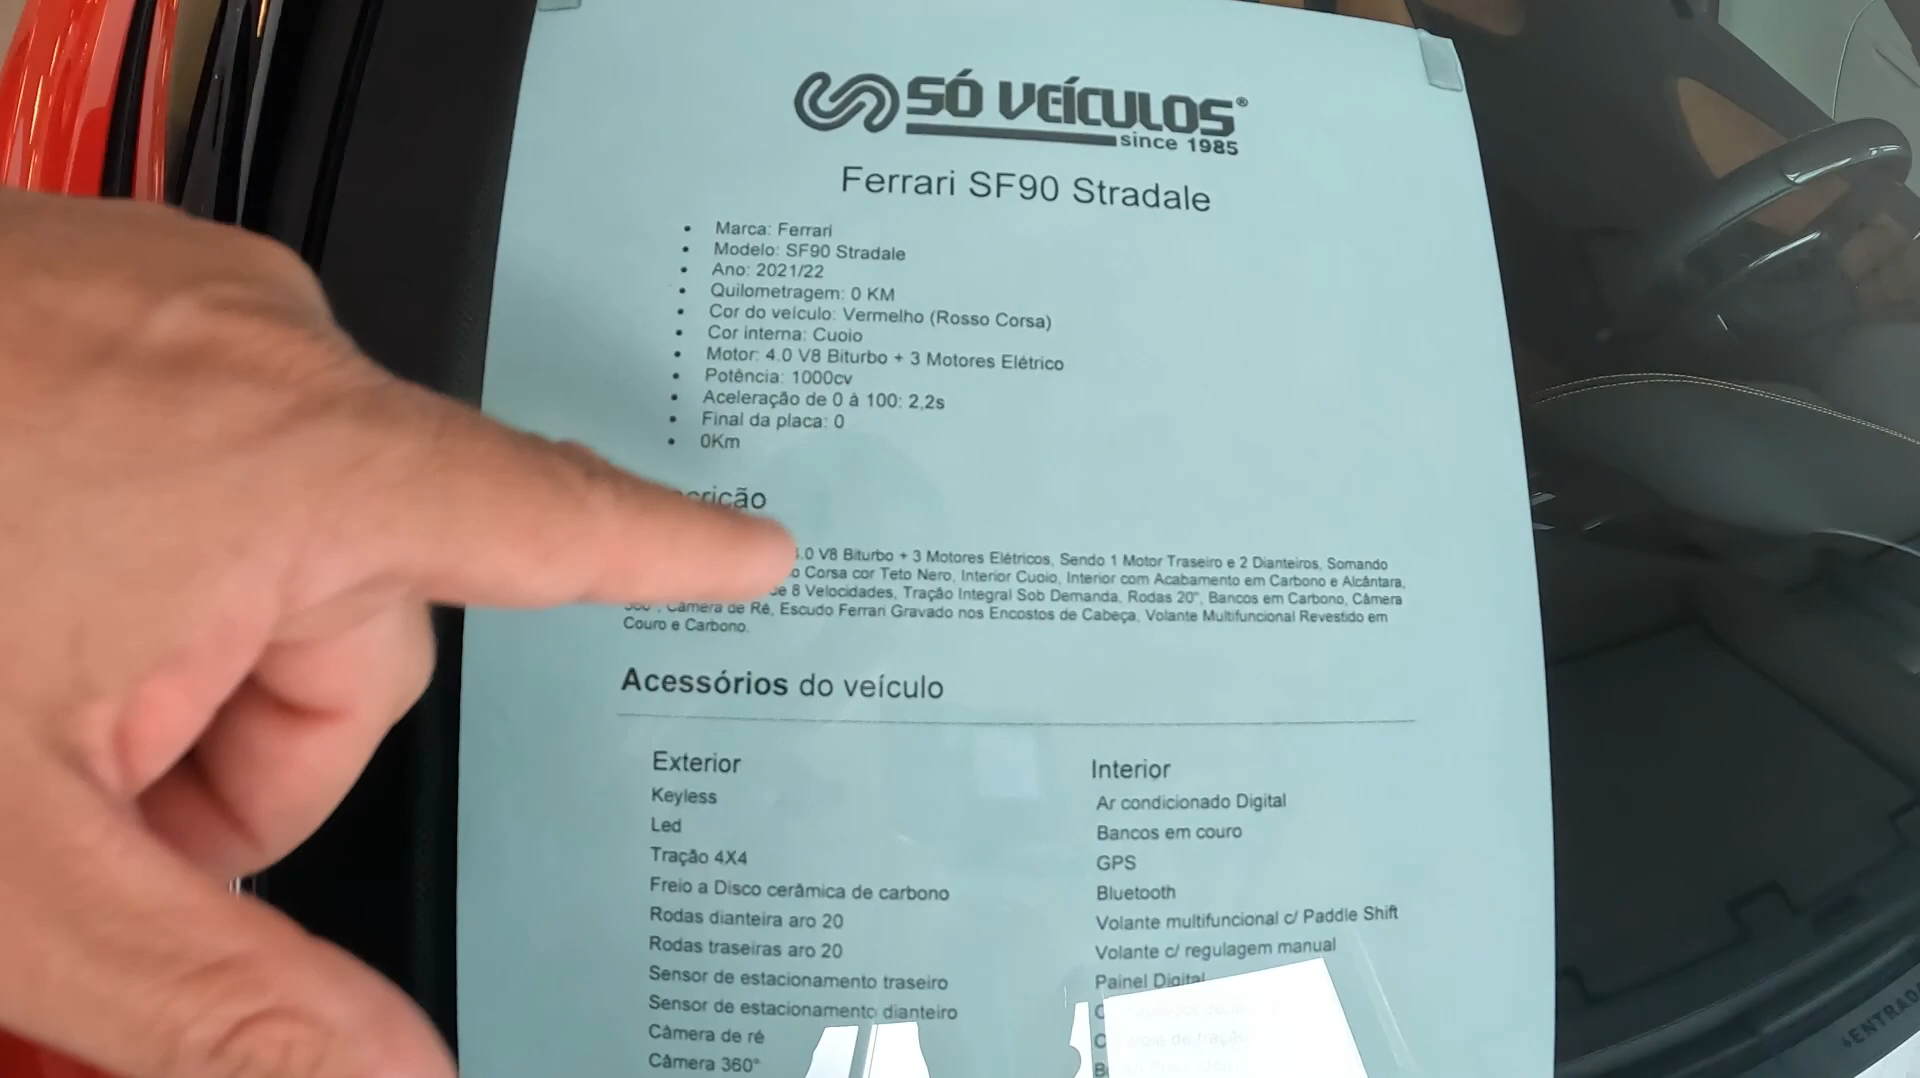 SÓ VEÍCULOS®
since 1985
Ferrari SF90 Stradale
• Marca: Ferrari
• Modelo: SF90 Stradale
• Ano: 2021/22
• Quilometragem: 0 KM
• Cor do veículo: Vermelho (Rosso Corsa)
• Cor interna: Cuoio
• Motor: 4.0 V8 Biturbo + 3 Motores Elétrico
• Potência: 1000cv
• Aceleração de 0 à 100: 2,2s
• Final da placa: 0
• 0Km
.0 V8 Biturbo + 3 Motores Elétricos, Sendo 1 Motor Traseiro e 2 Dianteiros, Somando
Corsa cor Teto Nero, Interior Cuoio, Interior com Acabamento em Carbono e Alcântara,
8 Velocidades, Tração Integral Sob Demanda, Rodas 20", Bancos em Carbono, Câmera
Câmera de Ré, Escudo Ferrari Gravado nos Encostos de Cabeça, Volante Multifuncional Revestido em
Couro e Carbono.
Acessórios do veículo
Exterior
Keyless
Led
Tração 4X4
Freio a Disco cerâmica de carbono
Rodas dianteira aro 20
Rodas traseiras aro 20
Sensor de estacionamento traseiro
Sensor de estacionamento dianteiro
Câmera de ré
Câmera 360°
Interior
Ar condicionado Digital
Bancos em couro
GPS
Bluetooth
Volante multifuncional c/ Paddle Shift
Volante c/ regulagem manual
Painel Digital